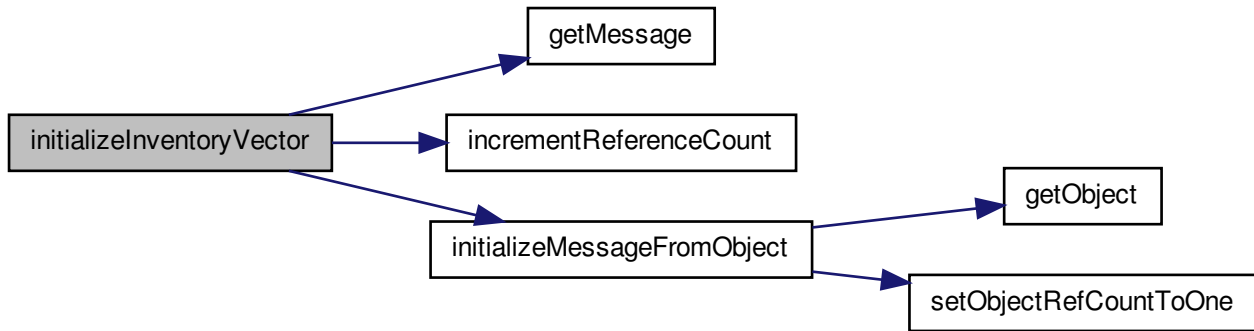 getMessage
initializeInventoryVector
incrementReferenceCount
getObject
initializeMessageFromObject
setObjectRefCountToOne